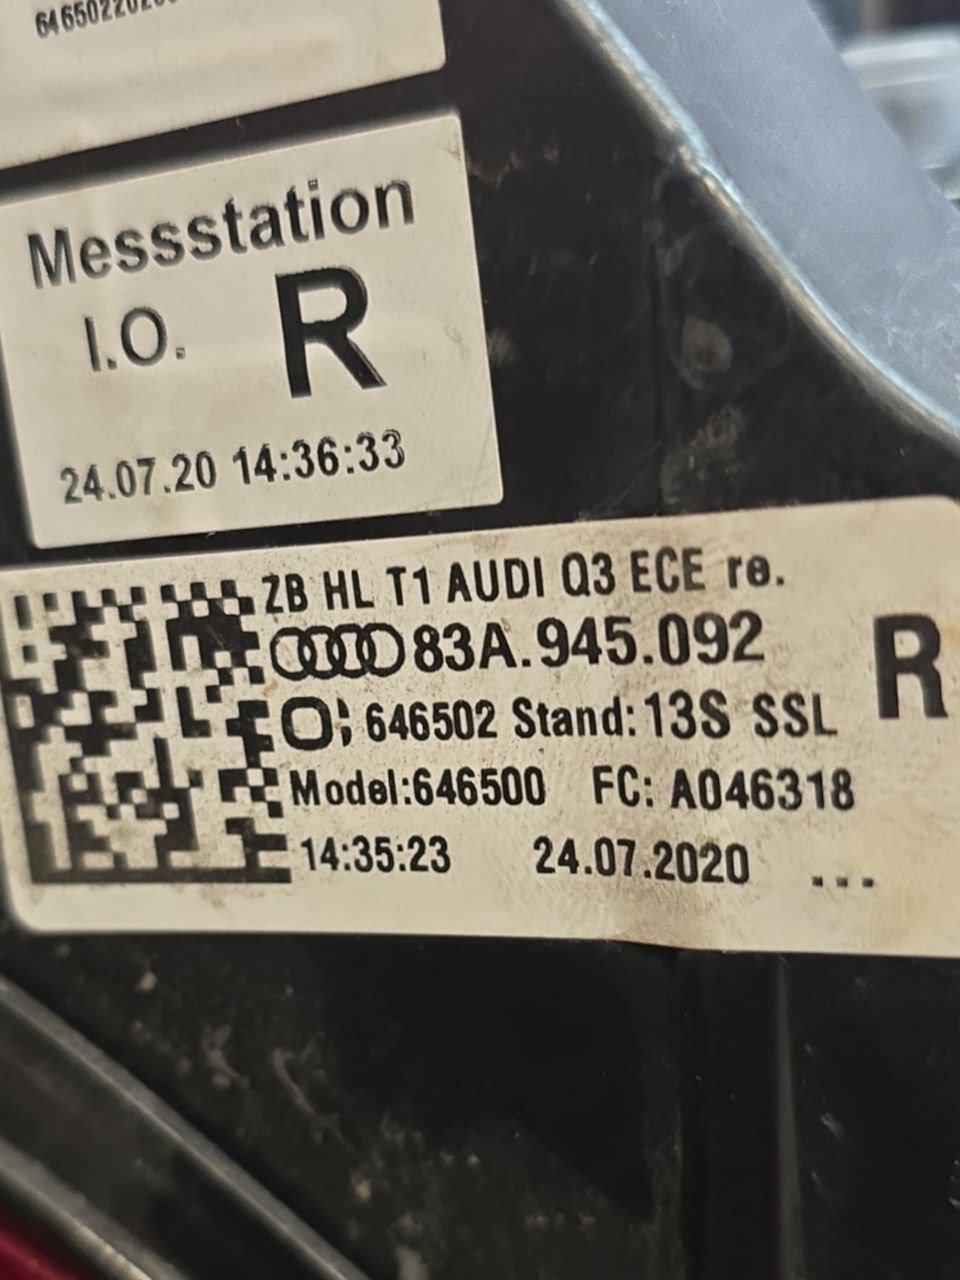 Messstation
I.O. R
24.07.20 14:36:33
ZB HL T1 AUDI Q3 ECE re.
83A.945.092 R
646502 Stand: 13S SSL
Model:646500 FC: A046318
14:35:23 24.07.2020 ...